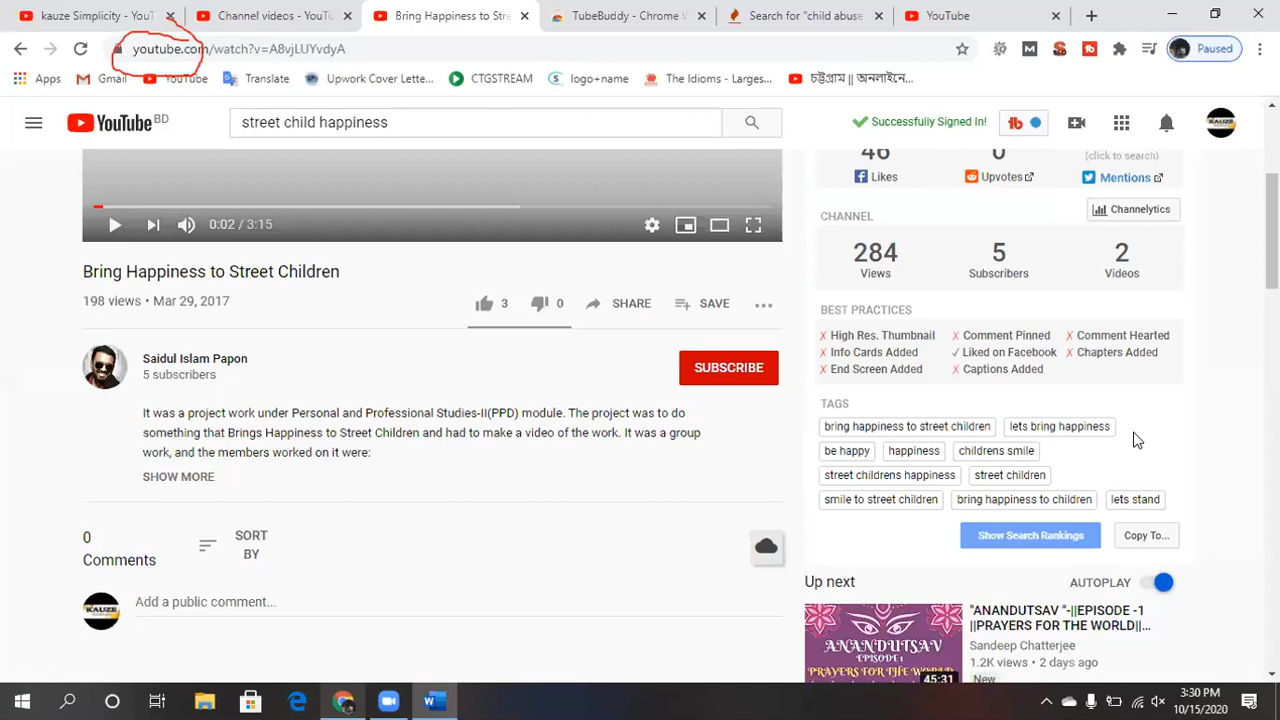 kauze Simplicity - YouT
Channel videos - YouTu
Bring Happiness to Stre
TubeBuddy - Chrome W
Search for "child abuse
YouTube
youtube.com/watch?v=A8vjLUYvdyA
Paused
Apps
Gmail
YouTube
Translate
Upwork Cover Lette...
CTGSTREAM
logo+name
The Idioms - Larges...
চট্টগ্রাম || অনলাইনে...
YouTube BD
street child happiness
Successfully Signed In!
46
0
(click to search)
Likes
Upvotes
Mentions
CHANNEL
Channelytics
284
5
2
Views
Subscribers
Videos
0:02 / 3:15
Bring Happiness to Street Children
198 views • Mar 29, 2017
3
0
SHARE
SAVE
BEST PRACTICES
X High Res. Thumbnail
X Comment Pinned
X Comment Hearted
X Info Cards Added
✓ Liked on Facebook
X Chapters Added
X End Screen Added
X Captions Added
Saidul Islam Papon
5 subscribers
SUBSCRIBE
It was a project work under Personal and Professional Studies-II(PPD) module. The project was to do
something that Brings Happiness to Street Children and had to make a video of the work. It was a group
work, and the members worked on it were:
SHOW MORE
TAGS
bring happiness to street children
lets bring happiness
be happy
happiness
childrens smile
street childrens happiness
street children
smile to street children
bring happiness to children
lets stand
Show Search Rankings
Copy To...
0
Comments
SORT
BY
KAUZE
Add a public comment...
Up next
AUTOPLAY
ANANDUTSAV
EPISODE 1
PRAYERS FOR THE WORLD
45:31
"ANANDUTSAV "-||EPISODE -1
||PRAYERS FOR THE WORLD||...
Sandeep Chatterjee
1.2K views • 2 days ago
New
3:30 PM
10/15/2020